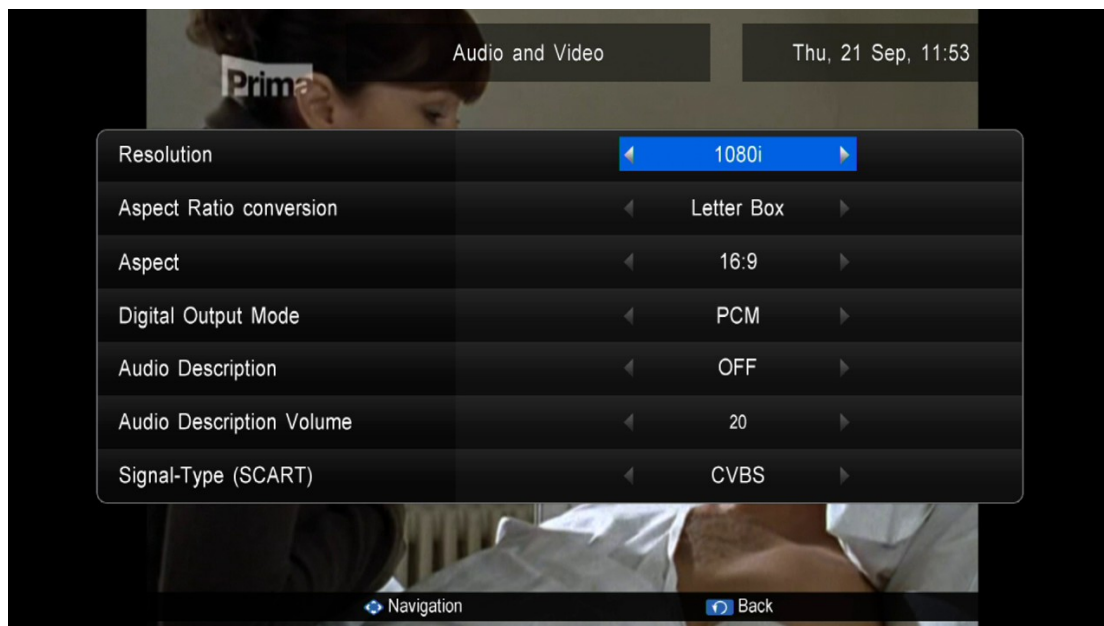 Audio and Video
Thu, 21 Sep, 11:53
Prima
Resolution 1080i
Aspect Ratio conversion Letter Box
Aspect 16:9
Digital Output Mode PCM
Audio Description OFF
Audio Description Volume 20
Signal-Type (SCART) CVBS
Navigation Back